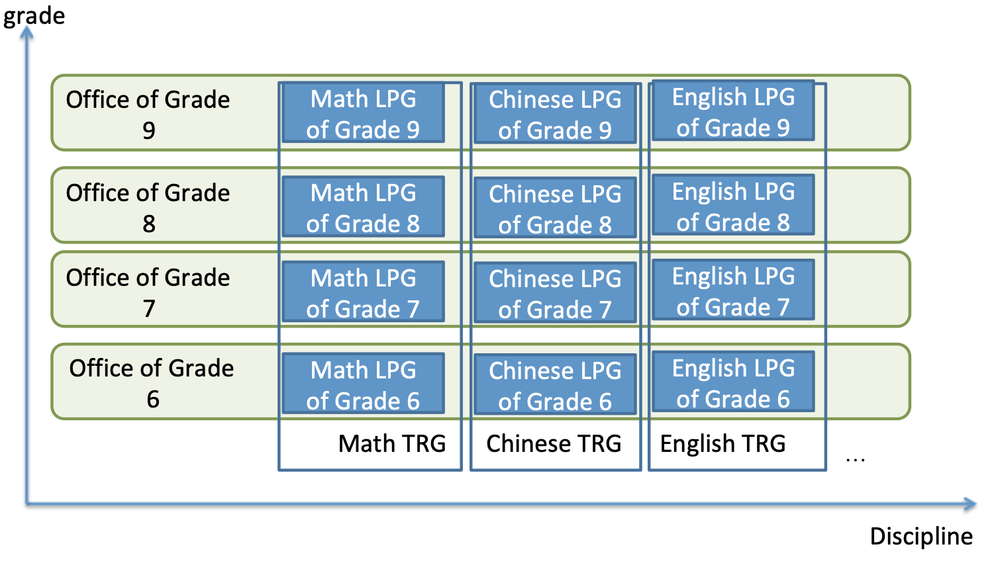 grade
Office of Grade
9
Math LPG
of Grade 9
Chinese LPG
of Grade 9
English LPG
of Grade 9
Office of Grade
8
Math LPG
of Grade 8
Chinese LPG
of Grade 8
English LPG
of Grade 8
Office of Grade
7
Math LPG
of Grade 7
Chinese LPG
of Grade 7
English LPG
of Grade 7
Office of Grade
6
Math LPG
of Grade 6
Chinese LPG
of Grade 6
English LPG
of Grade 6
Math TRG
Chinese TRG
English TRG
...
Discipline